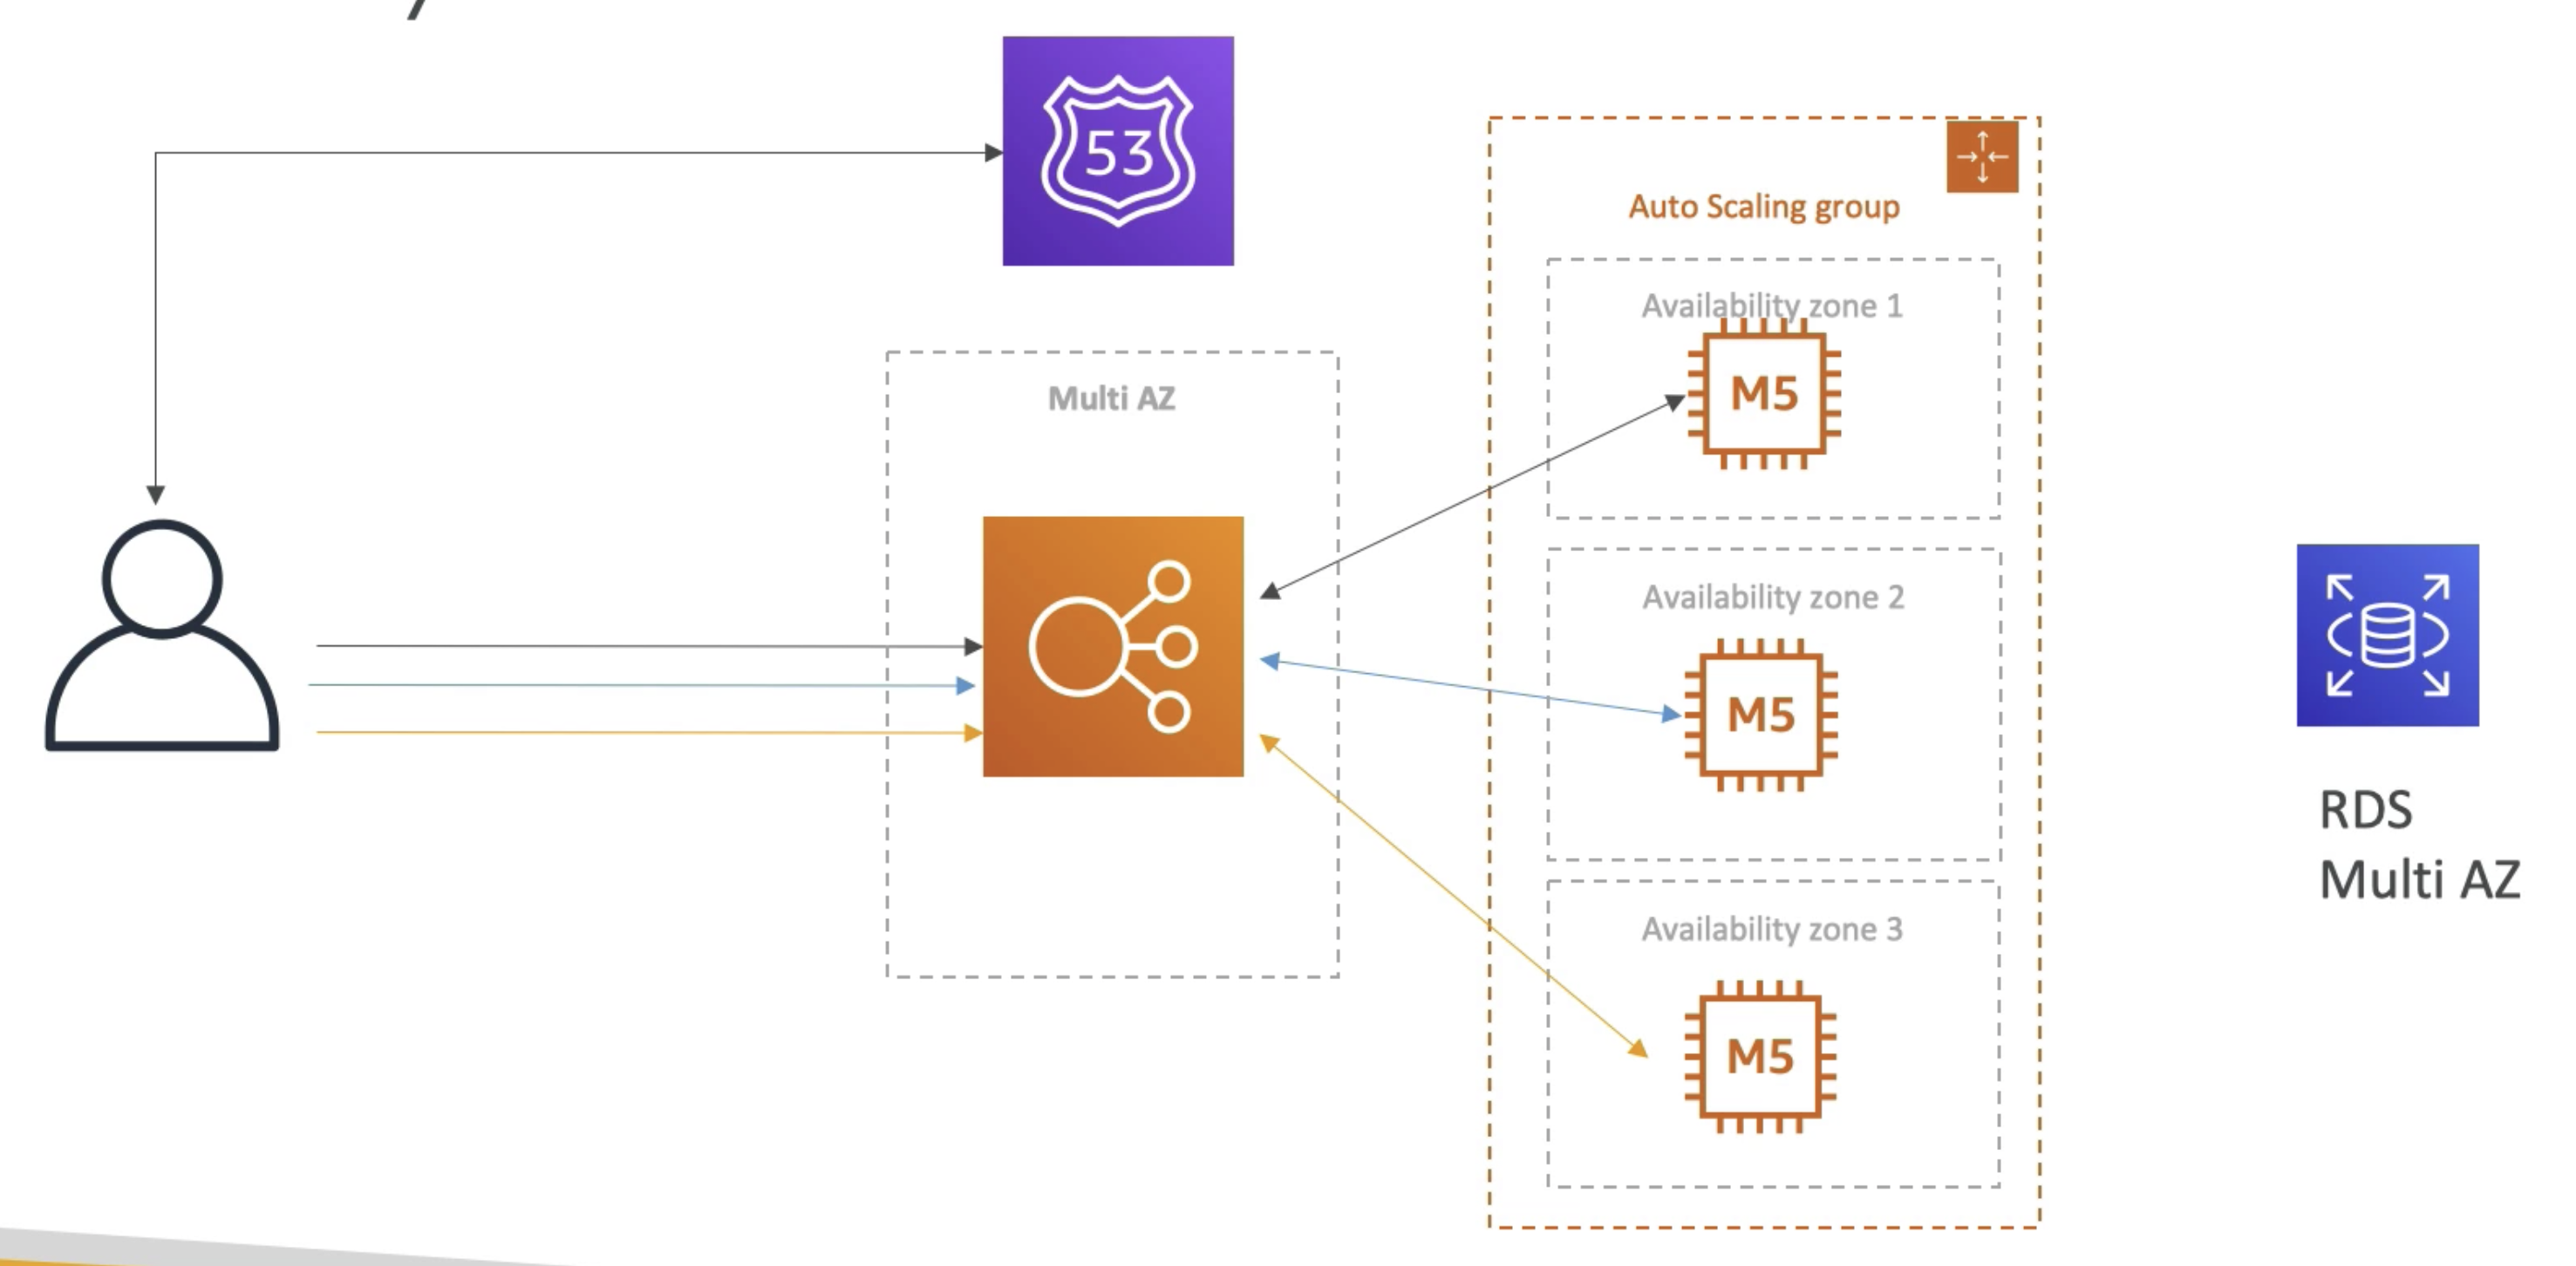 53
Auto Scaling group
Availability zone 1
M5
Multi AZ
Availability zone 2
M5
Availability zone 3
M5
RDS
Multi AZ